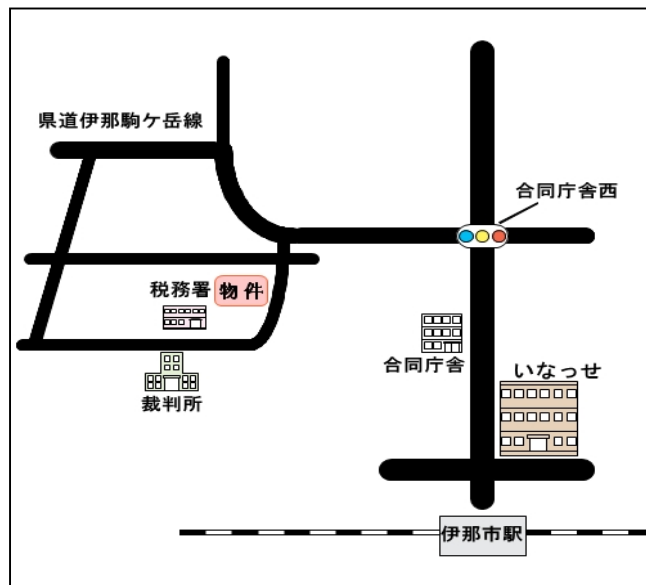 県道伊那駒ケ岳線
合同庁舎西
税務署
物件
合同庁舎
いなっせ
裁判所
伊那市駅